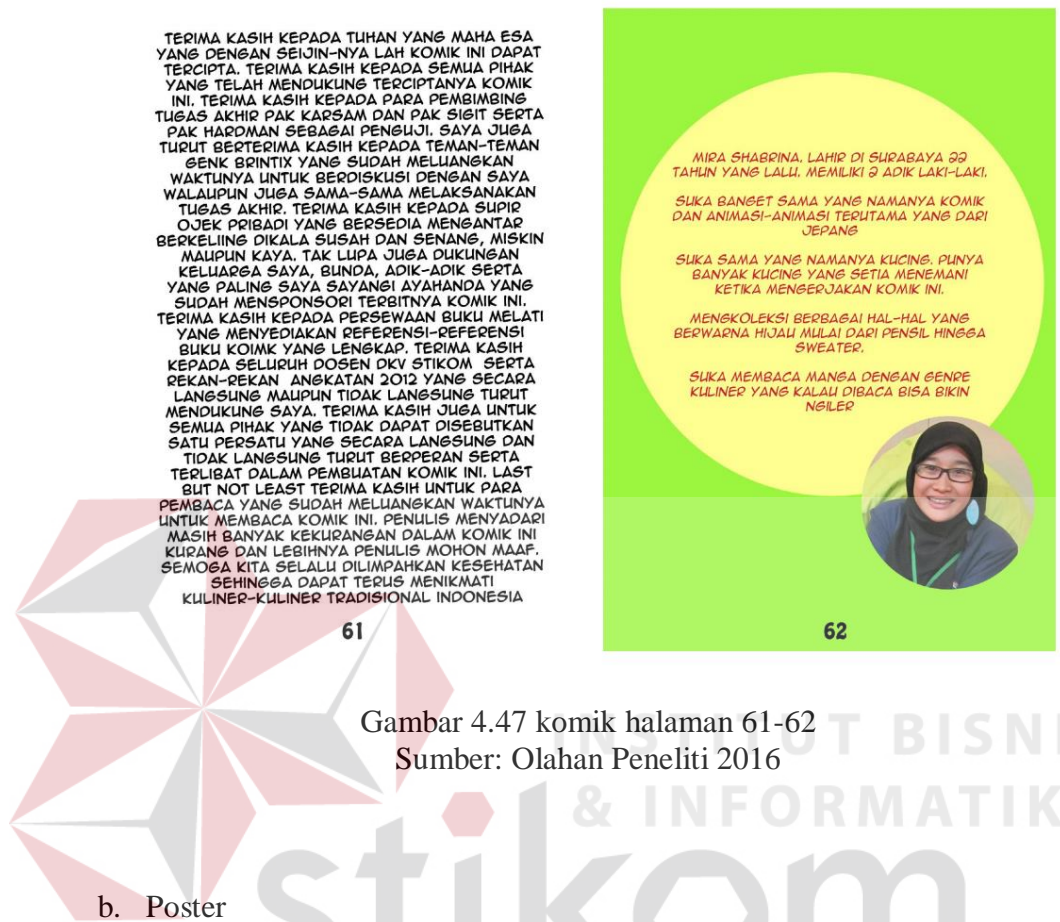 TERIMA KASIH KEPADA TUHAN YANG MAHA ESA
YANG DENGAN SEIJIN-NYA LAH KOMIK INI DAPAT
TERCIPTA. TERIMA KASIH KEPADA SEMUA PIHAK
YANG TELAH MENDUKUNG TERCIPTANYA KOMIK
INI. TERIMA KASIH KEPADA PARA PEMBIMBING
TUGAS AKHIR PAK KARSAM DAN PAK SIGIT SERTA
PAK HARDMAN SEBAGAI PENGUJI. SAYA JUGA
TURUT BERTERIMA KASIH KEPADA TEMAN-TEMAN
GENK BRINTIX YANG SUDAH MELUANGKAN
WAKTUNYA UNTUK BERDISKUSI DENGAN SAYA
WALAUPUN JUGA SAMA-SAMA MELAKSANAKAN
TUGAS AKHIR. TERIMA KASIH KEPADA SUPIR
OJEK PRIBADI YANG BERSEDIA MENGANTAR
BERKELIING DIKALA SUSAH DAN SENANG, MISKIN
MAUPUN KAYA. TAK LUPA JUGA DUKUNGAN
KELUARGA SAYA, BUNDA, ADIK-ADIK SERTA
YANG PALING SAYA SAYANGI AYAHANDA YANG
SUDAH MENSPONSORI TERBITNYA KOMIK INI.
TERIMA KASIH KEPADA PERSEWAAN BUKU MELATI
YANG MENYEDIAKAN REFERENSI-REFERENSI
BUKU KOIMK YANG LENGKAP. TERIMA KASIH
KEPADA SELURUH DOSEN DKV STIKOM SERTA
REKAN-REKAN ANGKATAN 2012 YANG SECARA
LANGSUNG MAUPUN TIDAK LANGSUNG TURUT
MENDUKUNG SAYA. TERIMA KASIH JUGA UNTUK
SEMUA PIHAK YANG TIDAK DAPAT DISEBUTKAN
SATU PERSATU YANG SECARA LANGSUNG DAN
TIDAK LANGSUNG TURUT BERPERAN SERTA
TERLIBAT DALAM PEMBUATAN KOMIK INI. LAST
BUT NOT LEAST TERIMA KASIH UNTUK PARA
PEMBACA YANG SUDAH MELUANGKAN WAKTUNYA
UNTUK MEMBACA KOMIK INI. PENULIS MENYADARI
MASIH BANYAK KEKURANGAN DALAM KOMIK INI
KURANG DAN LEBIHNYA PENULIS MOHON MAAF.
SEMOGA KITA SELALU DILIMPAHKAN KESEHATAN
SEHINGGA DAPAT TERUS MENIKMATI
KULINER-KULINER TRADISIONAL INDONESIA
61
MIRA SHABRINA, LAHIR DI SURABAYA 22
TAHUN YANG LALU. MEMILIKI 2 ADIK LAKI-LAKI.
SUKA BANGET SAMA YANG NAMANYA KOMIK
DAN ANIMASI-ANIMASI TERUTAMA YANG DARI
JEPANG
SUKA SAMA YANG NAMANYA KUCING. PUNYA
BANYAK KUCING YANG SETIA MENEMANI
KETIKA MENGERJAKAN KOMIK INI.
MENGKOLEKSI BERBAGAI HAL-HAL YANG
BERWARNA HIJAU MULAI DARI PENSIL HINGGA
SWEATER.
SUKA MEMBACA MANGA DENGAN GENRE
KULINER YANG KALAU DIBACA BISA BIKIN
NGILER
62
Gambar 4.47 komik halaman 61-62
Sumber: Olahan Peneliti 2016
INSTITUT BISNI
& INFORMATIK
stikom
b. Poster